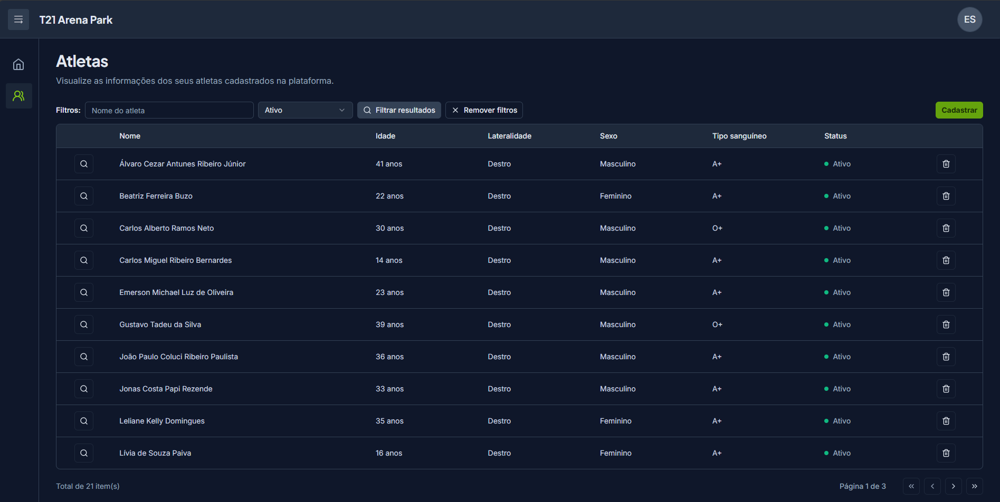 T21 Arena Park
ES
Atletas
Visualize as informações dos seus atletas cadastrados na plataforma.
Filtros: Nome do atleta Ativo Filtrar resultados Remover filtros Cadastrar
Nome Idade Lateralidade Sexo Tipo sanguíneo Status
Álvaro Cezar Antunes Ribeiro Júnior 41 anos Destro Masculino A+ Ativo
Beatriz Ferreira Buzo 22 anos Destro Feminino A+ Ativo
Carlos Alberto Ramos Neto 30 anos Destro Masculino O+ Ativo
Carlos Miguel Ribeiro Bernardes 14 anos Destro Masculino A+ Ativo
Emerson Michael Luz de Oliveira 23 anos Destro Masculino A+ Ativo
Gustavo Tadeu da Silva 39 anos Destro Masculino O+ Ativo
João Paulo Coluci Ribeiro Paulista 36 anos Destro Masculino A+ Ativo
Jonas Costa Papi Rezende 33 anos Destro Masculino A+ Ativo
Leliane Kelly Domingues 35 anos Destro Feminino A+ Ativo
Lívia de Souza Paiva 16 anos Destro Feminino A+ Ativo
Total de 21 item(s) Página 1 de 3